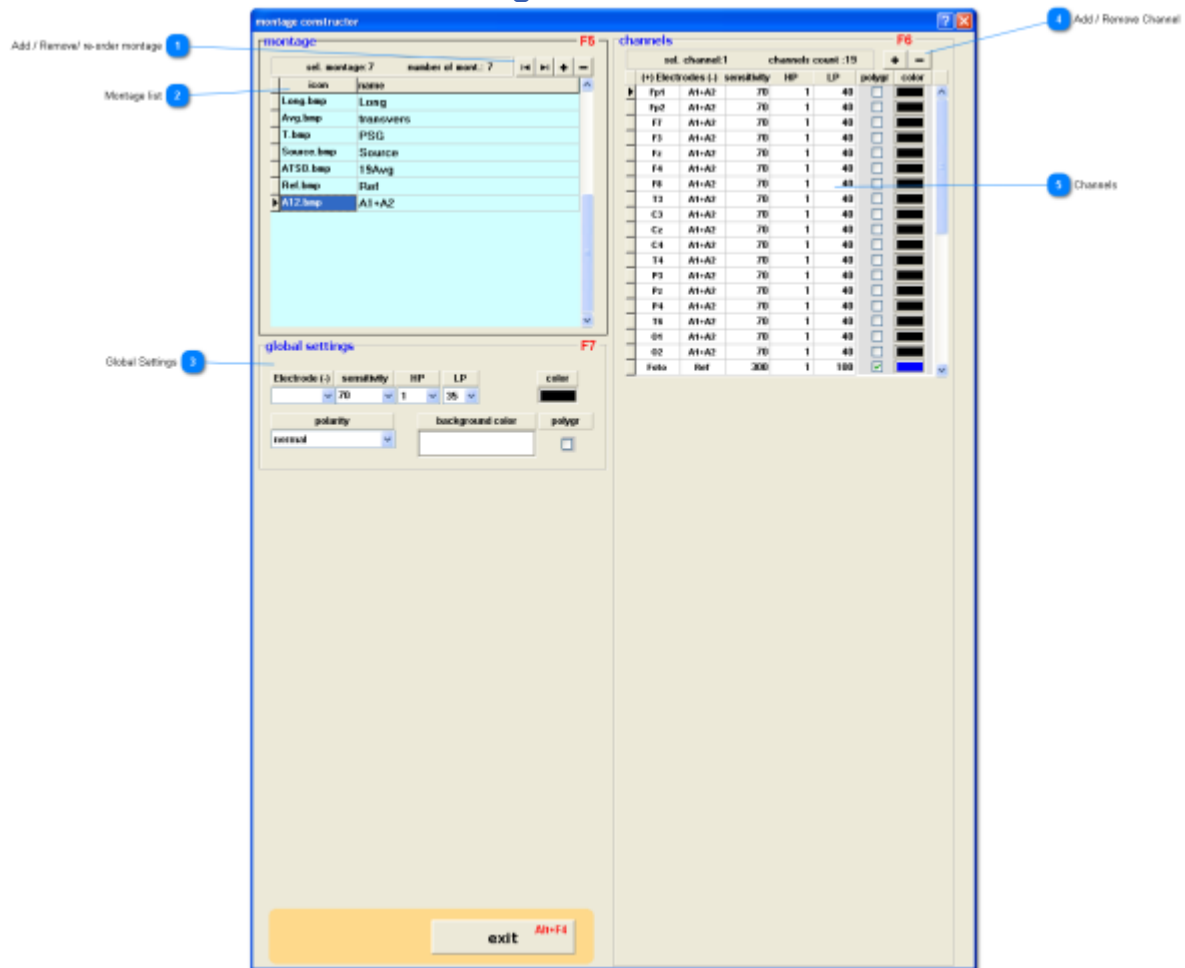 montage constructor
4 Add / Remove Channel
Add / Remove/ re-order montage 1
montage F5
channels F6
sel. montage:7 number of mont.: 7
sel. channel:1 channels count :19 + -
icon name
(+) Electrodes (-) sensitivity HP LP polygr color
Montage list 2
Long.bmp Long
Avg.bmp transvers
T.bmp PSG
Source.bmp Source
ATSD.bmp 19Avg
Ref.bmp Ref
A12.bmp A1+A2
Fp1 A1+A2 70 1 40
Fp2 A1+A2 70 1 40
F7 A1+A2 70 1 40
F3 A1+A2 70 1 40
Fz A1+A2 70 1 40
F4 A1+A2 70 1 40
F8 A1+A2 70 1 40
5 Channels
T3 A1+A2 70 1 40
C3 A1+A2 70 1 40
Cz A1+A2 70 1 40
C4 A1+A2 70 1 40
T4 A1+A2 70 1 40
P3 A1+A2 70 1 40
Pz A1+A2 70 1 40
P4 A1+A2 70 1 40
T6 A1+A2 70 1 40
O1 A1+A2 70 1 40
O2 A1+A2 70 1 40
Foto Ref 300 1 100
global settings F7
Global Settings 3
Electrode (-) sensitivity HP LP color
70 1 35
polarity background color polygr
normal
exit Alt+F4